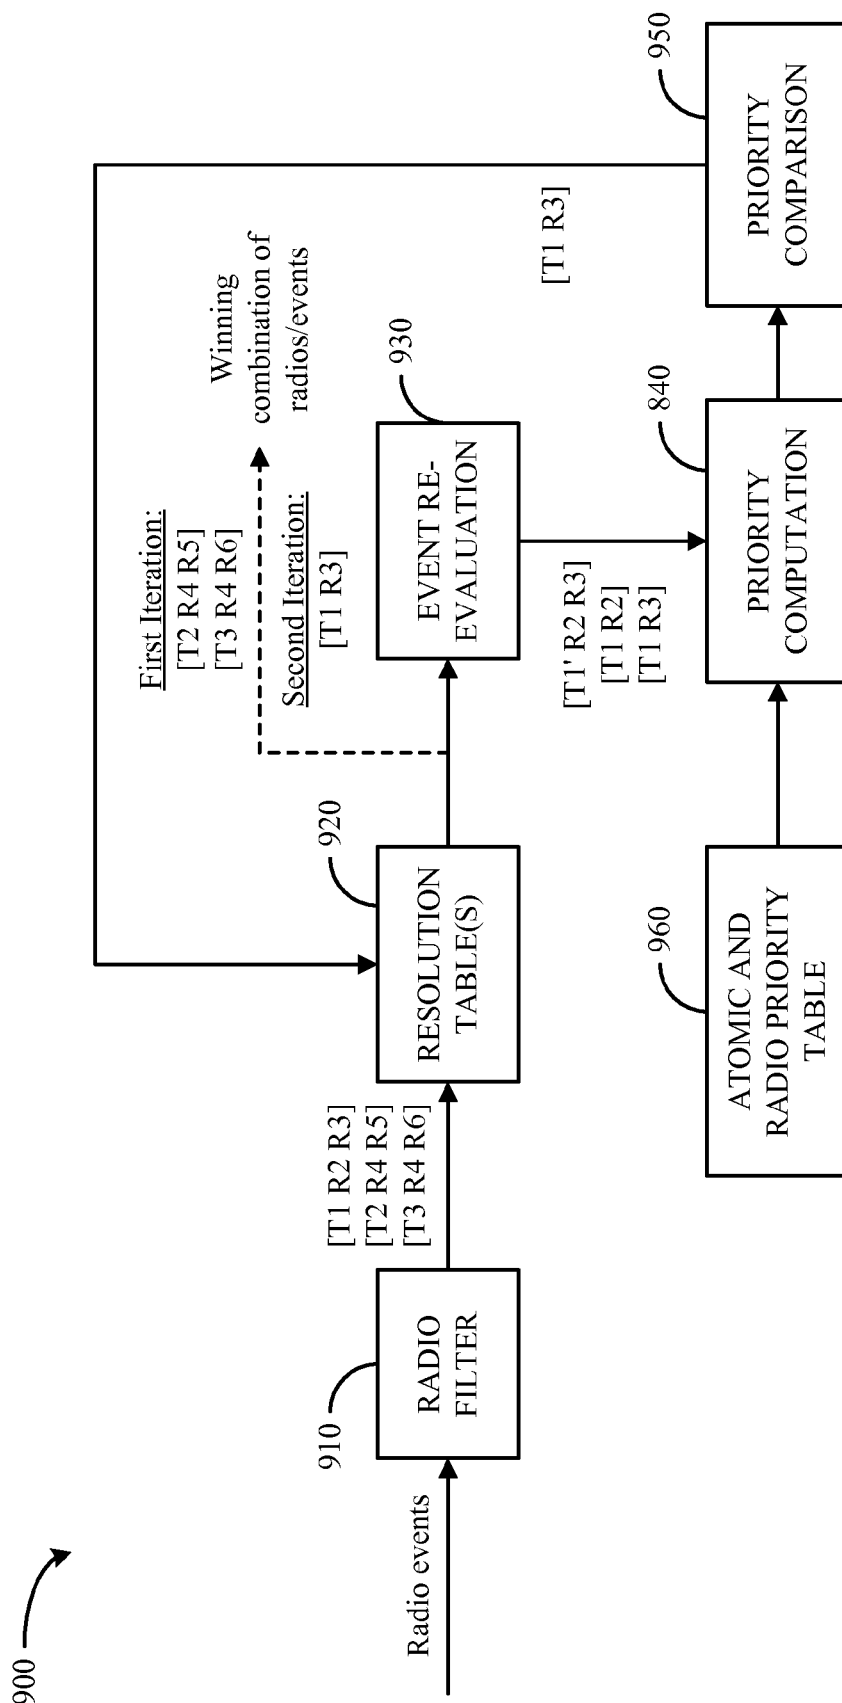 900
Radio events
910
RADIO
FILTER
[T1 R2 R3]
[T2 R4 R5]
[T3 R4 R6]
920
RESOLUTION
TABLE(S)
First Iteration:
[T2 R4 R5]
[T3 R4 R6]
Second Iteration:
[T1 R3]
Winning
combination of
radios/events
930
EVENT RE-
EVALUATION
[T1' R2 R3]
[T1 R2]
[T1 R3]
960
ATOMIC AND
RADIO PRIORITY
TABLE
840
PRIORITY
COMPUTATION
950
PRIORITY
COMPARISON
[T1 R3]